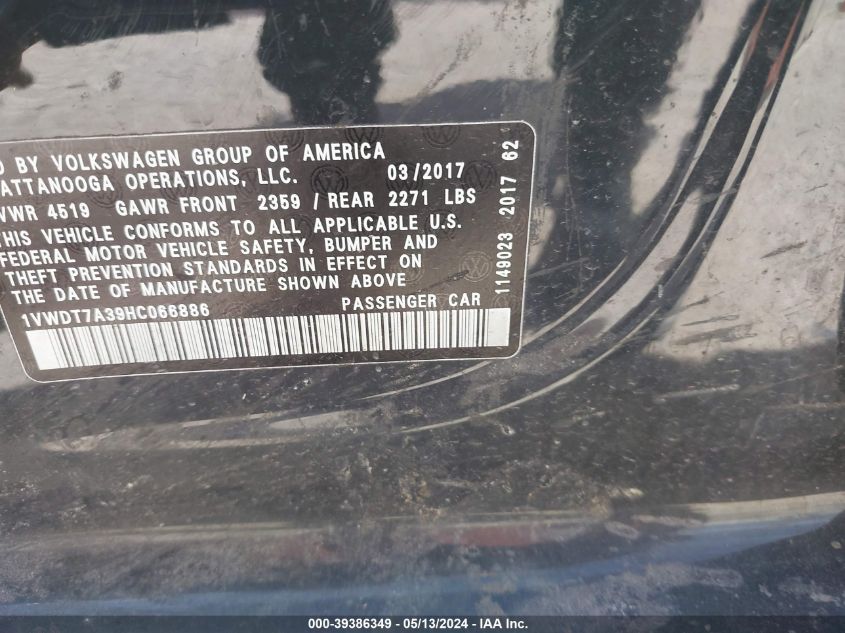 D BY VOLKSWAGEN GROUP OF AMERICA
ATTANOOGA OPERATIONS, LLC. 03/2017
VWR 4519 GAWR FRONT 2359 / REAR 2271 LBS
THIS VEHICLE CONFORMS TO ALL APPLICABLE U.S.
FEDERAL MOTOR VEHICLE SAFETY, BUMPER AND
THEFT PREVENTION STANDARDS IN EFFECT ON
THE DATE OF MANUFACTURE SHOWN ABOVE
1VWDT7A39HC066886 PASSENGER CAR
1149023 2017 62
000-39386349 - 05/13/2024 - IAAI Inc.